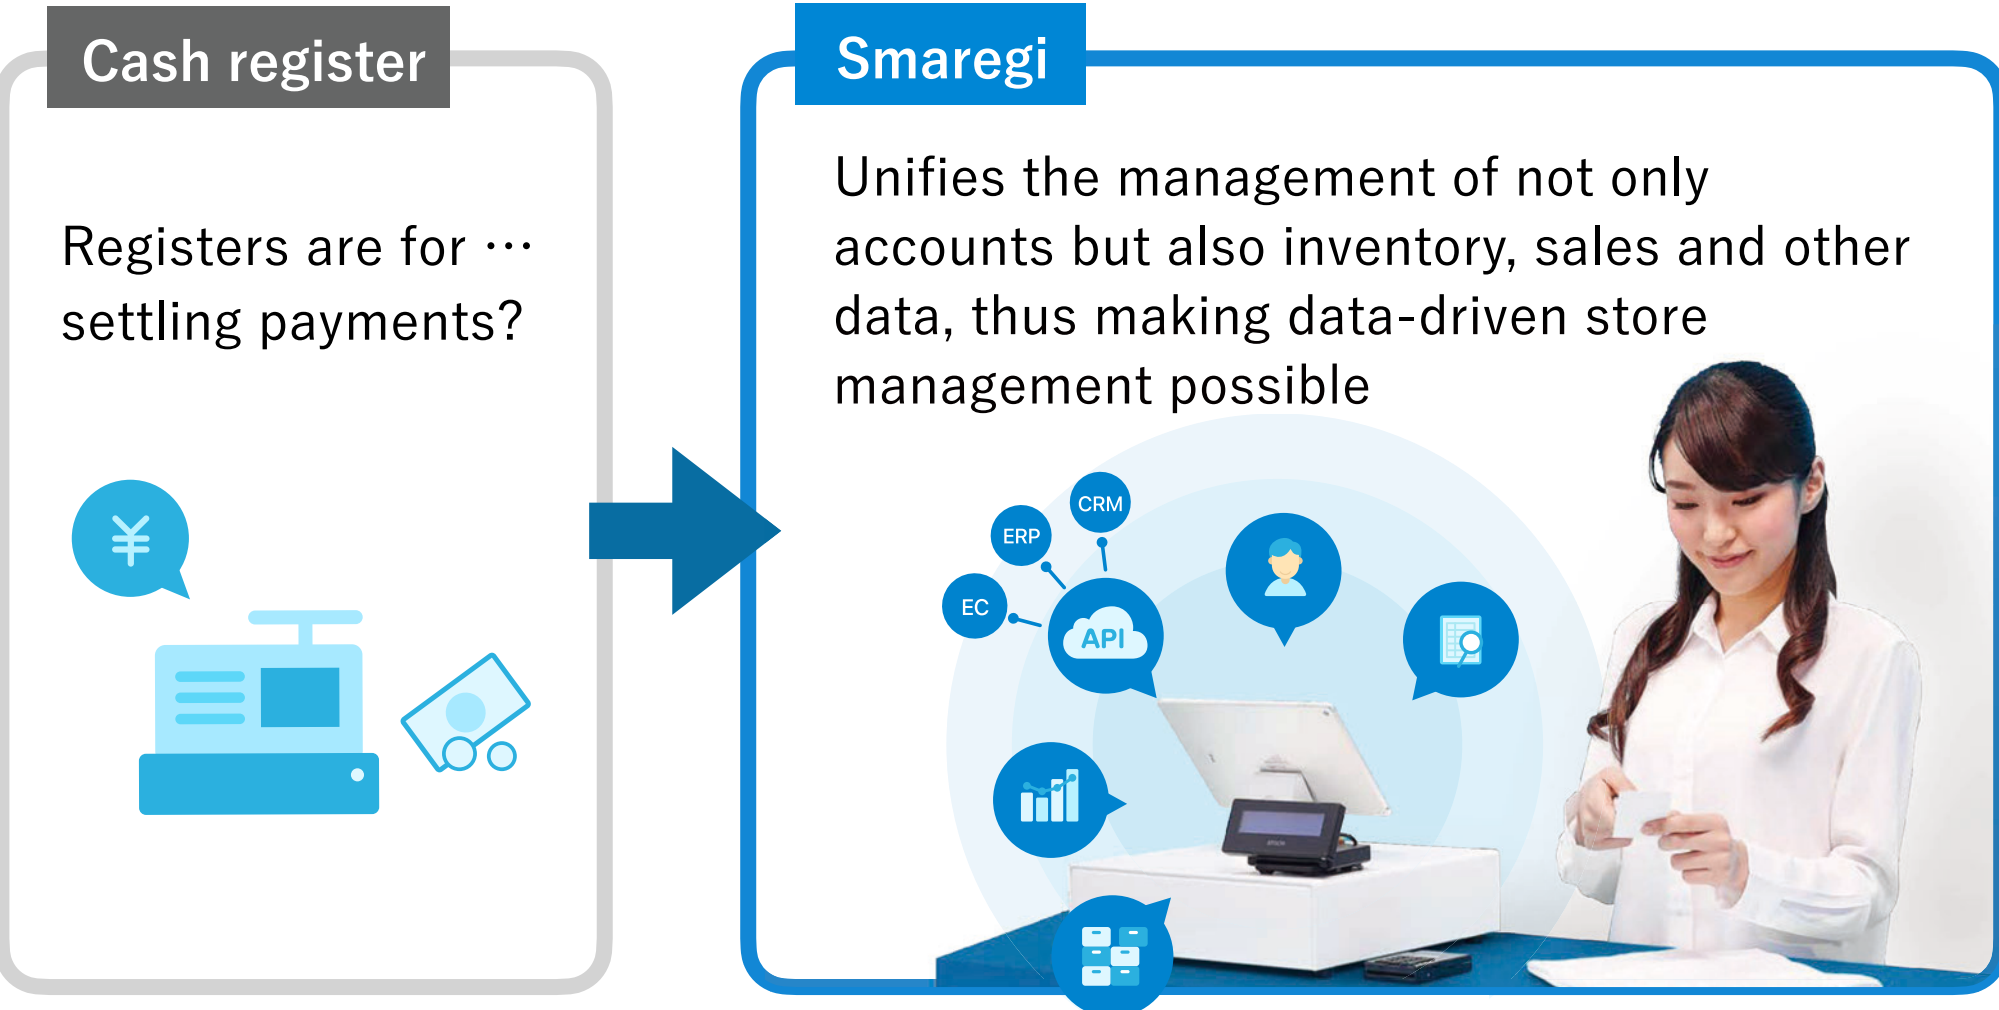 Cash register
Registers are for …
settling payments?
¥
Smaregi
Unifies the management of not only
accounts but also inventory, sales and other
data, thus making data-driven store
management possible
CRM
ERP
EC
API
EPSON